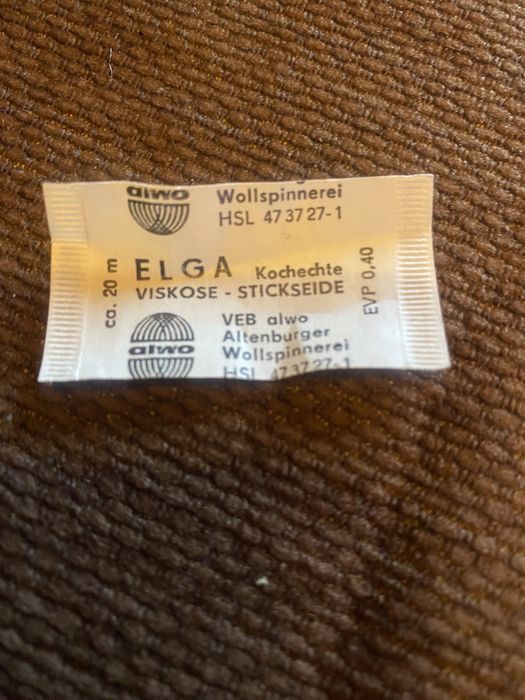 alwo
Wollspinnerei
HSL 47 37 27-1
ca. 20 m
ELGA Kochechte
VISKOSE - STICKSEIDE
EVP 0,40
alwo
VEB alwo
Altenburger
Wollspinnerei
HSL 47 37 27-1